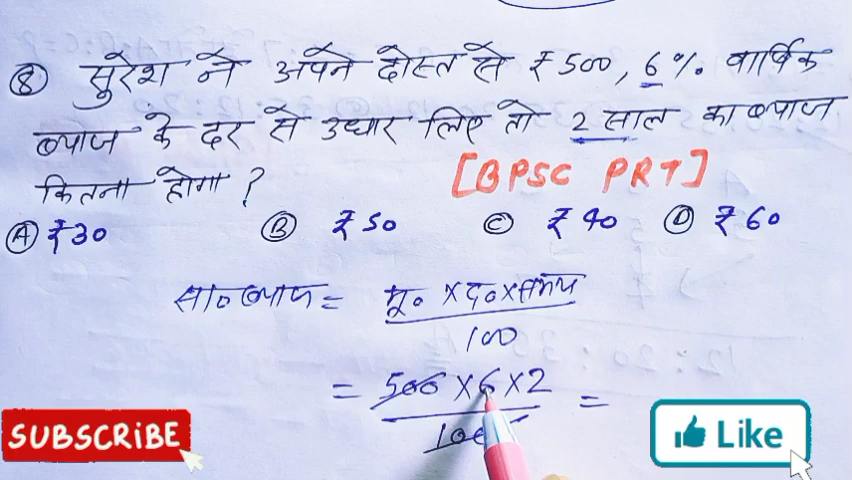 ⑧ सुरेश ने अपने दोस्त से ₹500, 6% वार्षिक
ब्याज के दर से उधार लिए तो 2 साल का ब्याज
कितना होगा ?
[BPSC PRT]
Ⓐ ₹30 Ⓑ ₹50 Ⓒ ₹40 Ⓓ ₹60
सा० ब्याज = मू० × द० × समय
100
= 500 × 6 × 2 =
100
SUBSCRIBE
Like